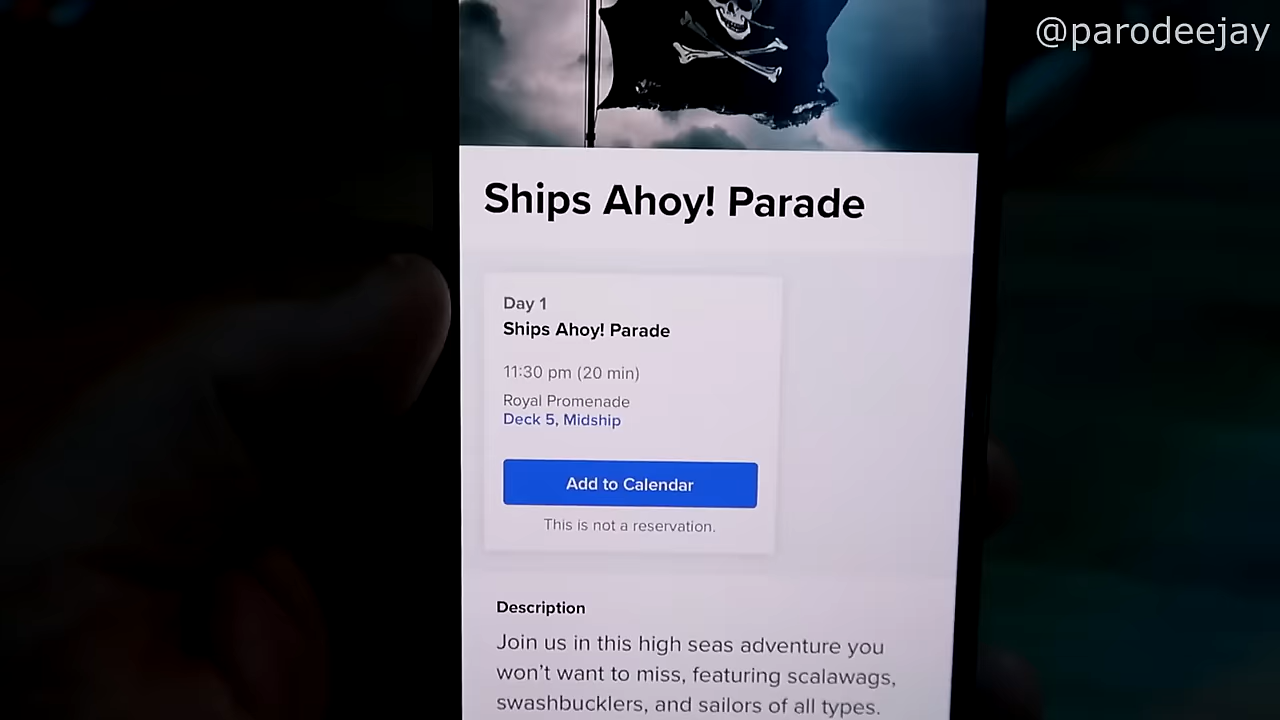 @parodeejay
Ships Ahoy! Parade
Day 1
Ships Ahoy! Parade
11:30 pm (20 min)
Royal Promenade
Deck 5, Midship
Add to Calendar
This is not a reservation.
Description
Join us in this high seas adventure you
won't want to miss, featuring scalawags,
swashbucklers, and sailors of all types.